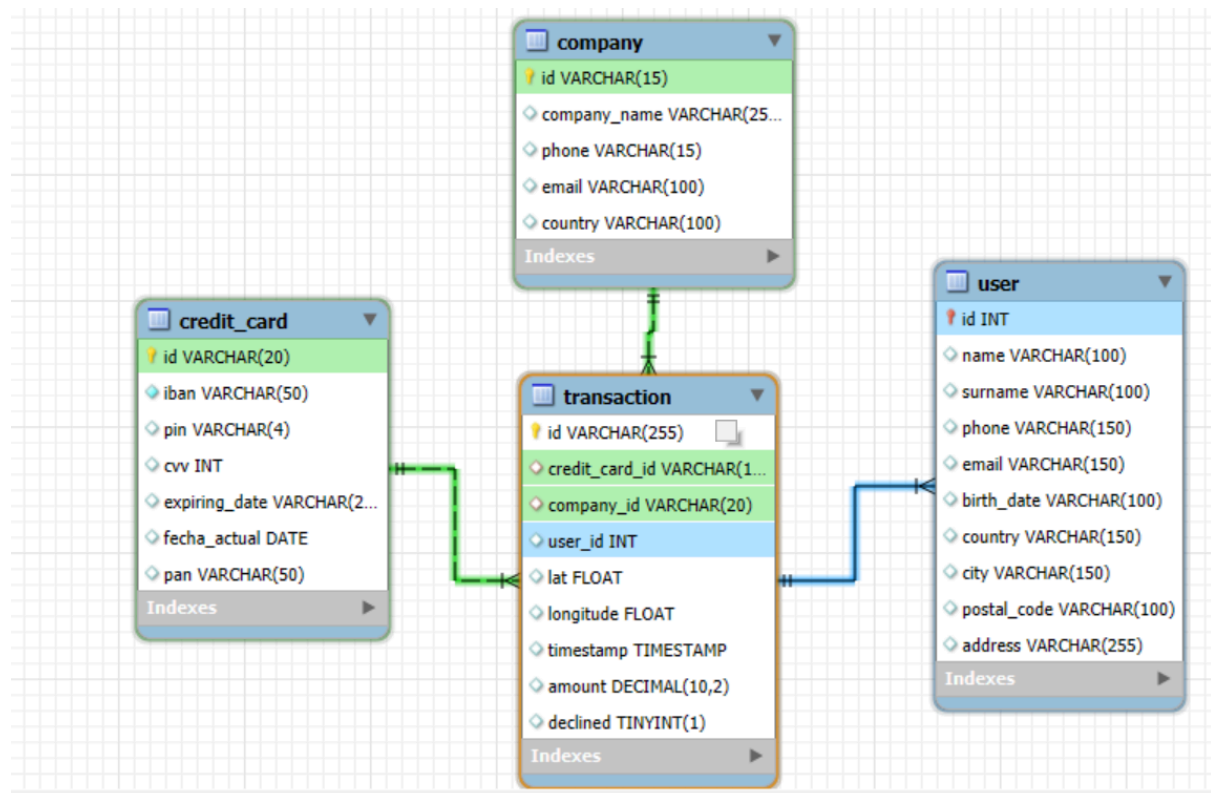 company
id VARCHAR(15)
company_name VARCHAR(25...
phone VARCHAR(15)
email VARCHAR(100)
country VARCHAR(100)
Indexes
credit_card
id VARCHAR(20)
iban VARCHAR(50)
pin VARCHAR(4)
cvv INT
expiring_date VARCHAR(2...
fecha_actual DATE
pan VARCHAR(50)
Indexes
transaction
id VARCHAR(255)
credit_card_id VARCHAR(1...
company_id VARCHAR(20)
user_id INT
lat FLOAT
longitude FLOAT
timestamp TIMESTAMP
amount DECIMAL(10,2)
declined TINYINT(1)
Indexes
user
id INT
name VARCHAR(100)
surname VARCHAR(100)
phone VARCHAR(150)
email VARCHAR(150)
birth_date VARCHAR(100)
country VARCHAR(150)
city VARCHAR(150)
postal_code VARCHAR(100)
address VARCHAR(255)
Indexes